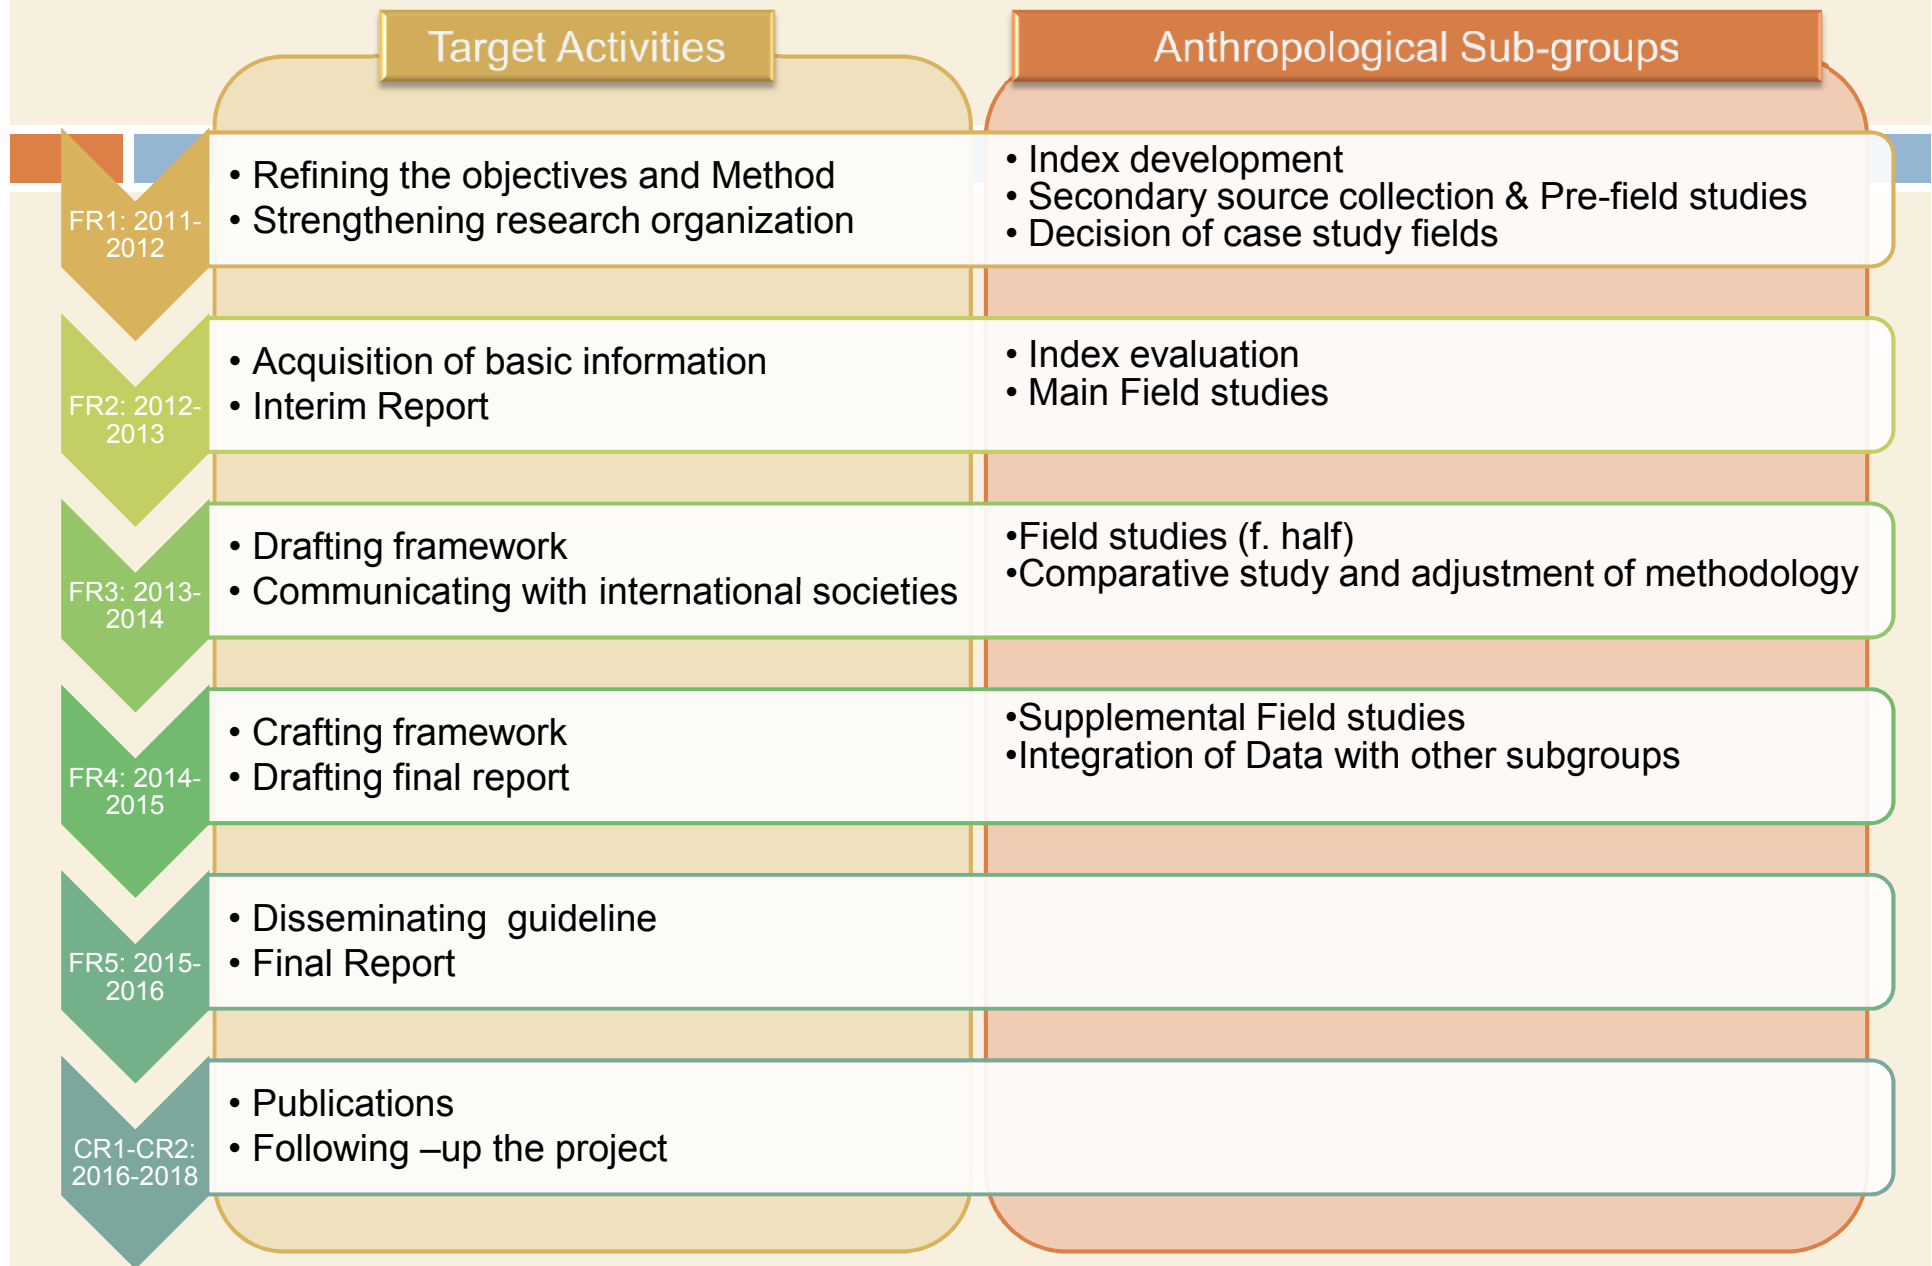 Target Activities
Anthropological Sub-groups
FR1: 2011-
2012
• Refining the objectives and Method
• Strengthening research organization
• Index development
• Secondary source collection & Pre-field studies
• Decision of case study fields
FR2: 2012-
2013
• Acquisition of basic information
• Interim Report
• Index evaluation
• Main Field studies
FR3: 2013-
2014
• Drafting framework
• Communicating with international societies
•Field studies (f. half)
•Comparative study and adjustment of methodology
FR4: 2014-
2015
• Crafting framework
• Drafting final report
•Supplemental Field studies
•Integration of Data with other subgroups
FR5: 2015-
2016
• Disseminating  guideline
• Final Report
CR1-CR2:
2016-2018
• Publications
• Following –up the project